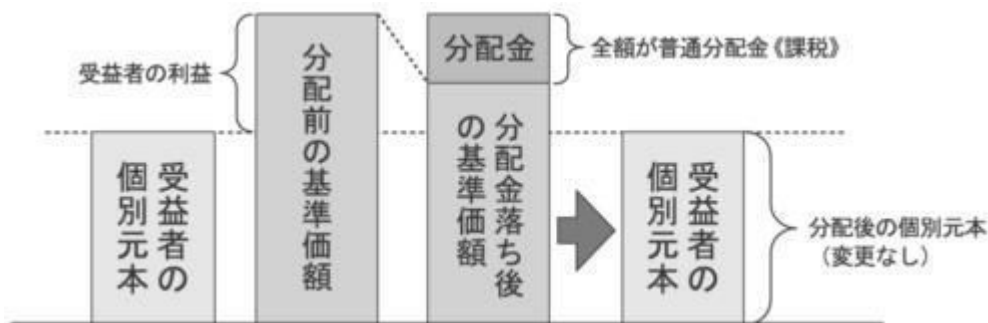 受益者の利益
受益者の
個別元本
分配前の基準価額
分配金
分配金落ち後
の基準価額
全額が普通分配金《課税》
受益者の
個別元本
分配後の個別元本
（変更なし）